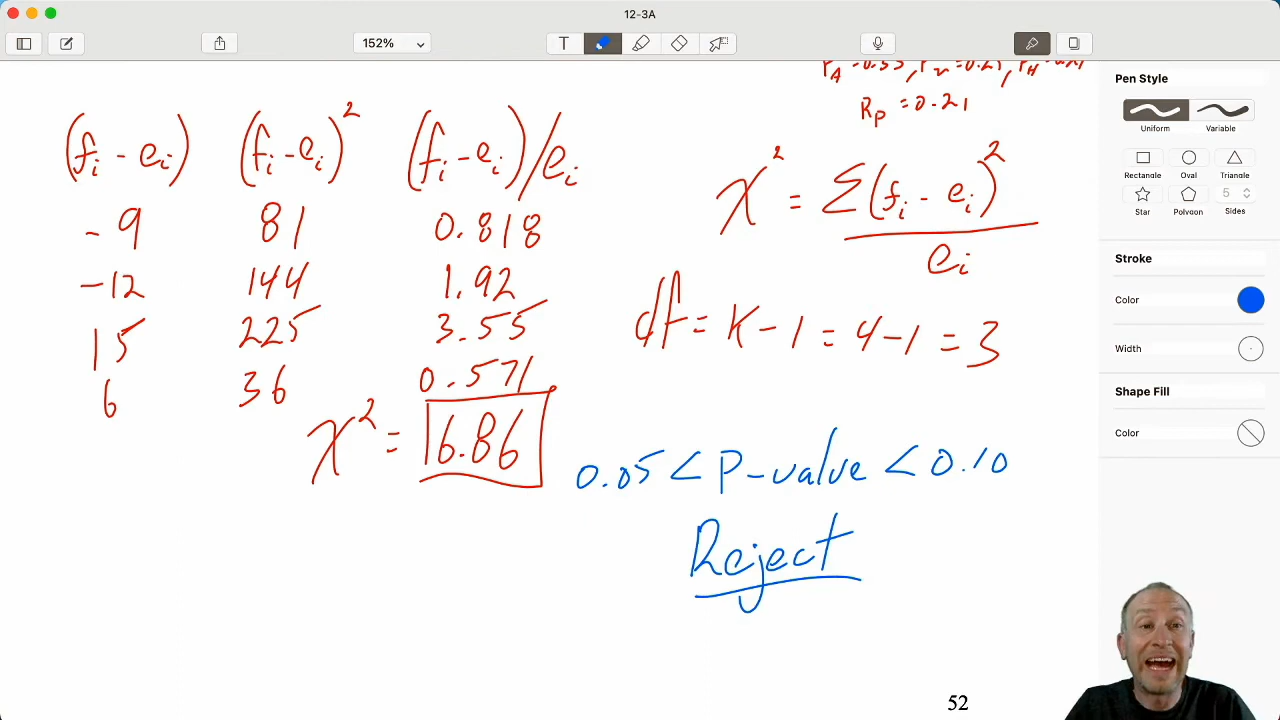 12-3A
152%
T
Pen Style
Uniform Variable
Rectangle Oval Triangle
Star Polygon 5 Sides
Stroke
Color
Width
Shape Fill
Color
R_P = 0.21
(f_i - e_i) (f_i - e_i)² (f_i - e_i)/e_i
-9 81 0.818
-12 144 1.92
15 225 3.55
6 36 0.571
χ² = 6.86
χ² = Σ(f_i - e_i)²
e_i
df = K - 1 = 4 - 1 = 3
0.05 < P-value < 0.10
Reject
52